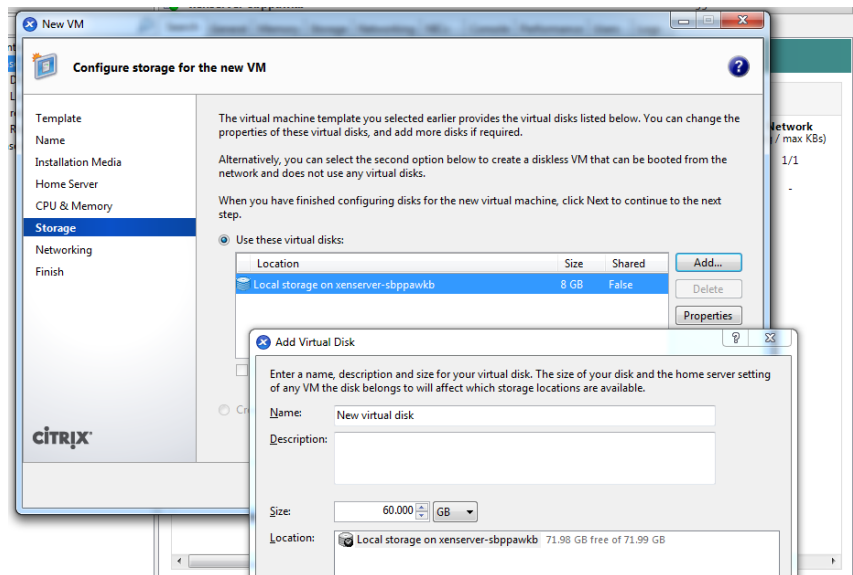 New VM
Configure storage for the new VM
Template
Name
Installation Media
Home Server
CPU & Memory
Storage
Networking
Finish
CITRIX
The virtual machine template you selected earlier provides the virtual disks listed below. You can change the
properties of these virtual disks, and add more disks if required.
Alternatively, you can select the second option below to create a diskless VM that can be booted from the
network and does not use any virtual disks.
When you have finished configuring disks for the new virtual machine, click Next to continue to the next
step.
Use these virtual disks:
Location Size Shared
Local storage on xenserver-sbppawkb 8 GB False
Add...
Delete
Properties
Network
/ max KBs)
1/1
-
Add Virtual Disk
Enter a name, description and size for your virtual disk. The size of your disk and the home server setting
of any VM the disk belongs to will affect which storage locations are available.
Name: New virtual disk
Description:
Size: 60.000 GB
Location: Local storage on xenserver-sbppawkb 71.98 GB free of 71.99 GB